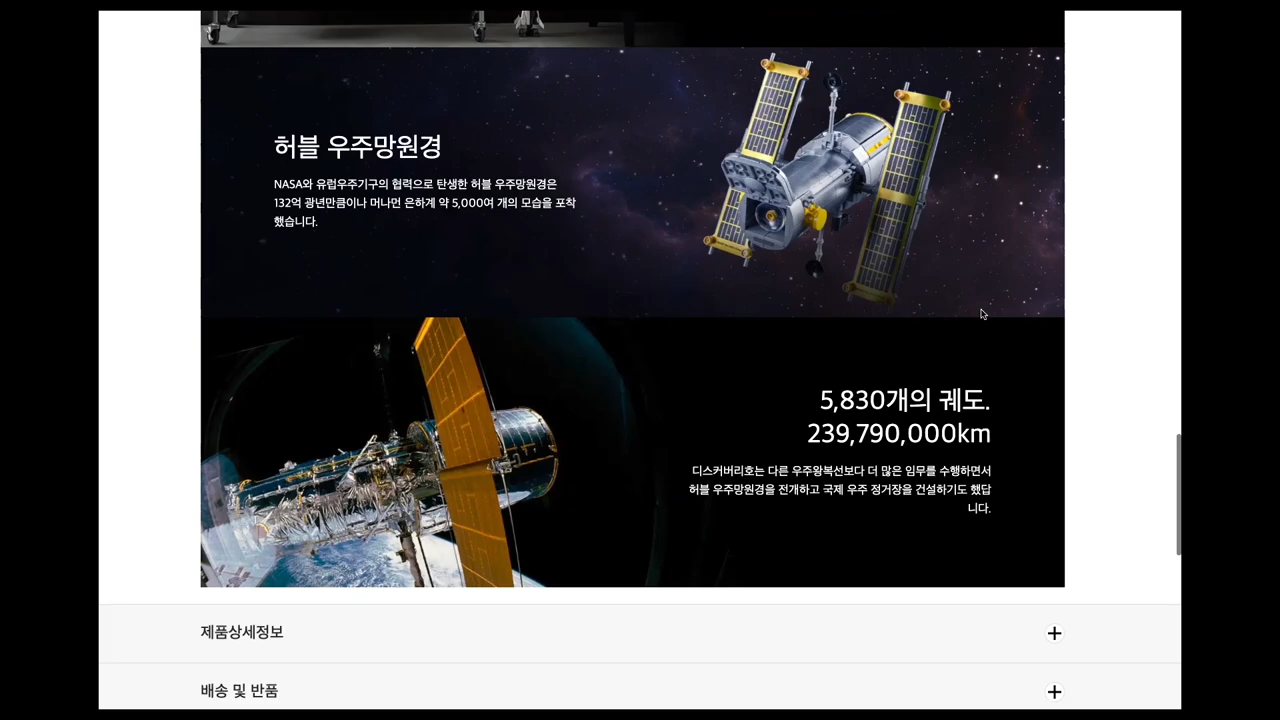 허블 우주망원경
NASA와 유럽우주기구의 협력으로 탄생한 허블 우주망원경은
132억 광년만큼이나 머나먼 은하계 약 5,000여 개의 모습을 포착
했습니다.
5,830개의 궤도.
239,790,000km
디스커버리호는 다른 우주왕복선보다 더 많은 임무를 수행하면서
허블 우주망원경을 전개하고 국제 우주 정거장을 건설하기도 했답
니다.
제품상세정보
배송 및 반품